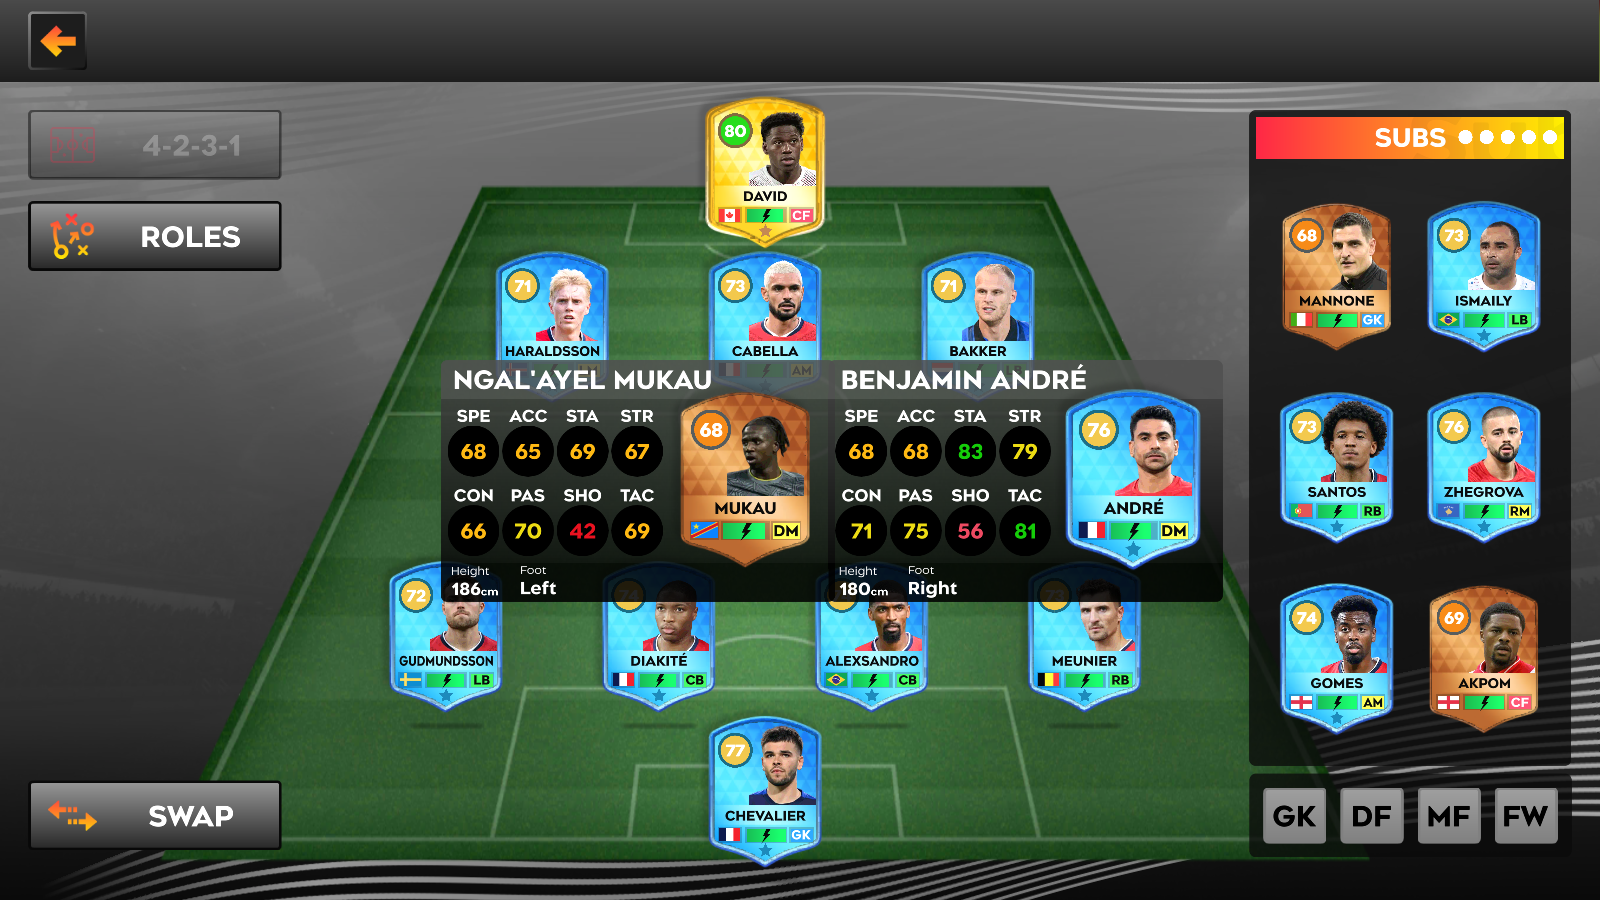 4-2-3-1
ROLES
SWAP
80
DAVID
CF
71
HARALDSSON
73
CABELLA
AM
71
BAKKER
NGAL'AYEL MUKAU
SPE ACC STA STR
68 65 69 67
CON PAS SHO TAC
66 70 42 69
Height Foot
186cm Left
68
MUKAU
DM
BENJAMIN ANDRÉ
SPE ACC STA STR
68 68 83 79
CON PAS SHO TAC
71 75 56 81
Height Foot
180cm Right
76
ANDRÉ
DM
72
GUDMUNDSSON
LB
74
DIAKITÉ
CB
ALEXSANDRO
CB
MEUNIER
RB
77
CHEVALIER
GK
SUBS
68
MANNONE
GK
73
ISMAILY
LB
73
SANTOS
RB
76
ZHEGROVA
RM
74
GOMES
AM
69
AKPOM
CF
GK DF MF FW